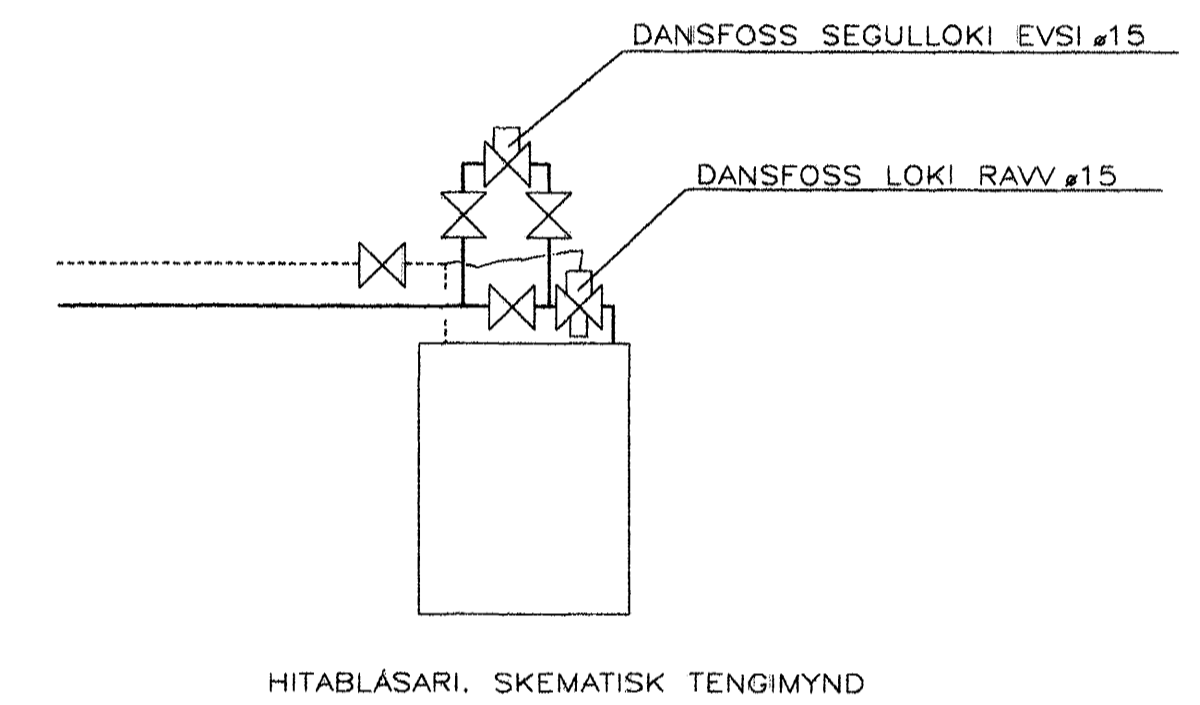 DANSFOSS SEGULLOKI EVSI ø15
DANSFOSS LOKI RAVV ø15
HITABLÁSARI. SKEMATISK TENGIMYND